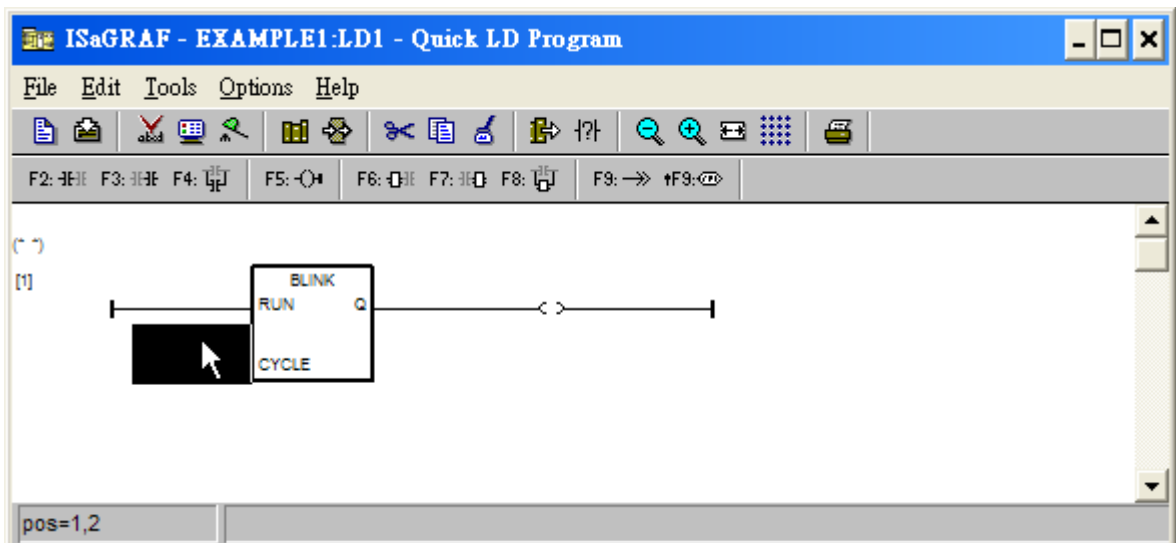 ISaGRAF - EXAMPLE1:LD1 - Quick LD Program
File Edit Tools Options Help
F2: F3: F4: F5: F6: F7: F8: F9: F9:
(* *)
[1]
BLINK
RUN Q
CYCLE
pos=1,2